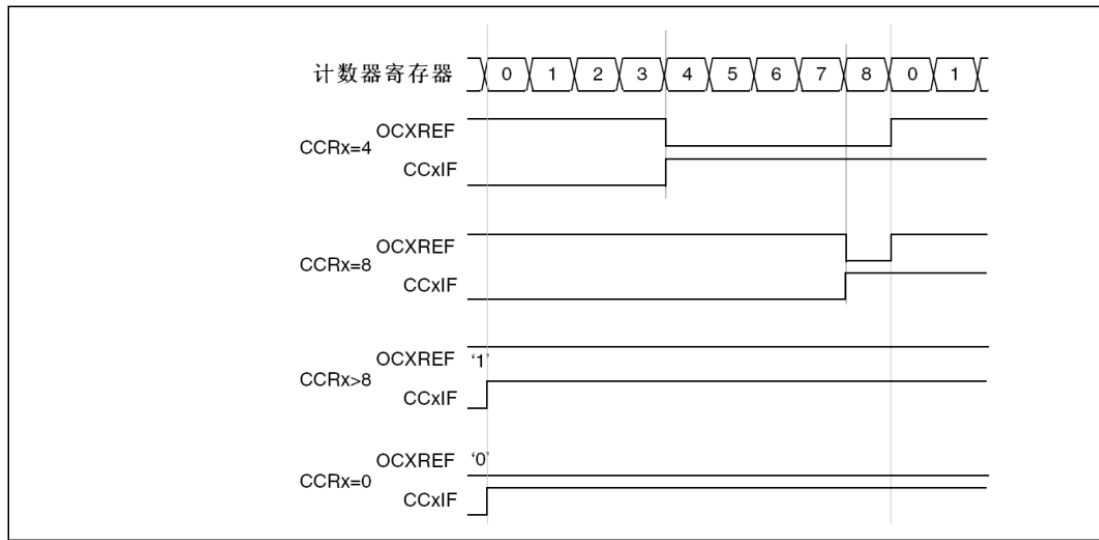 计数器寄存器 0 1 2 3 4 5 6 7 8 0 1
OCXREF
CCRx=4
CCxIF
OCXREF
CCRx=8
CCxIF
OCXREF '1'
CCRx>8
CCxIF
OCXREF '0'
CCRx=0
CCxIF